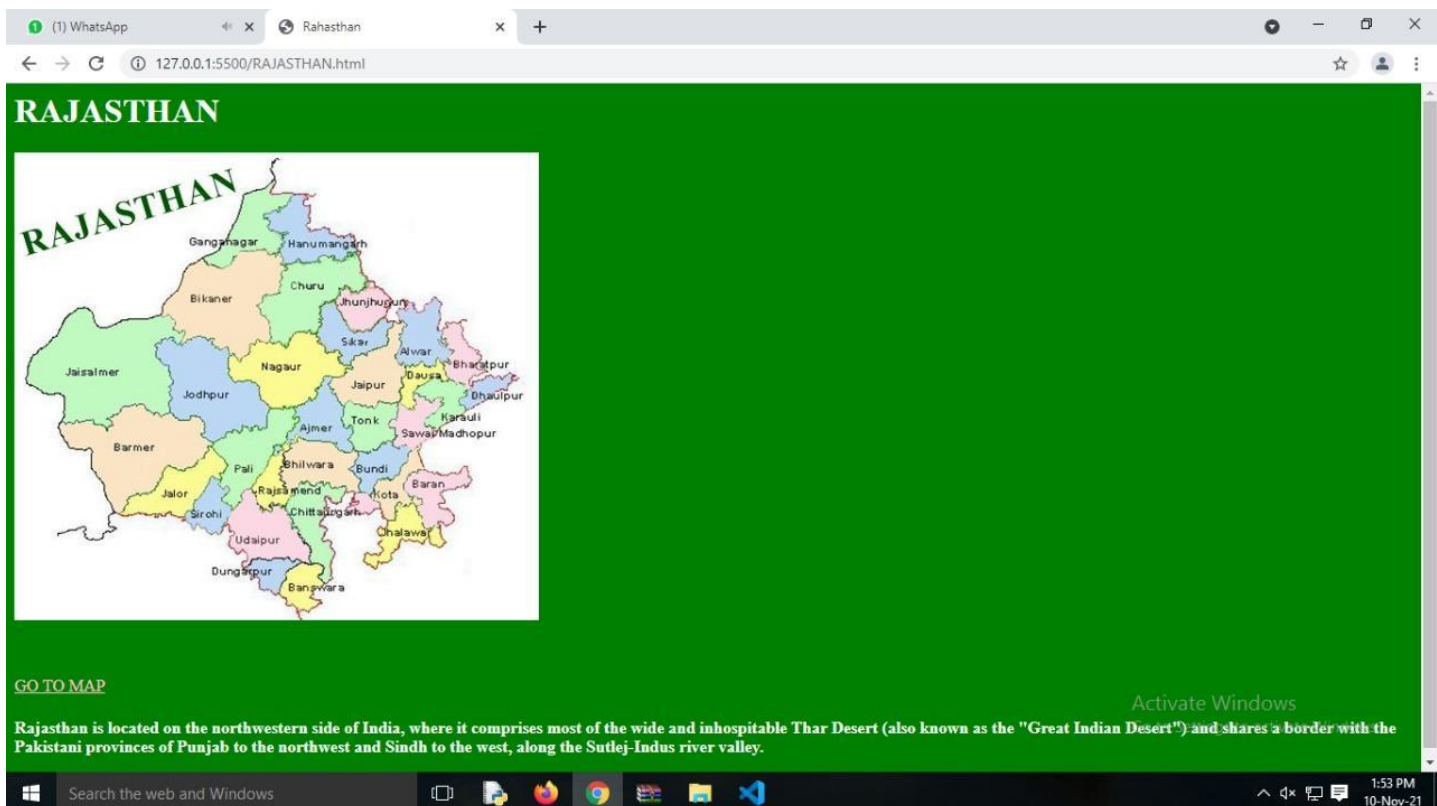 1 (1) WhatsApp Rahasthan
127.0.0.1:5500/RAJASTHAN.html
RAJASTHAN
RAJASTHAN
Ganganagar
Hanumangarh
Bikaner
Churu
Jhunjhunun
Sikar
Alwar
Bharatpur
Jaisalmer
Nagaur
Jaipur
Dausa
Dhaulpur
Jodhpur
Ajmer
Tonk
Karauli
Sawai Madhopur
Barmer
Pali
Bhilwara
Bundi
Baran
Jalor
Rajsamend
Kota
Sirohi
Chittaurgarh
Udaipur
Jhalawar
Dungarpur
Banswara
GO TO MAP
Activate Windows
Rajasthan is located on the northwestern side of India, where it comprises most of the wide and inhospitable Thar Desert (also known as the "Great Indian Desert") and shares a border with the
Pakistani provinces of Punjab to the northwest and Sindh to the west, along the Sutlej-Indus river valley.
Search the web and Windows
1:53 PM
10-Nov-21